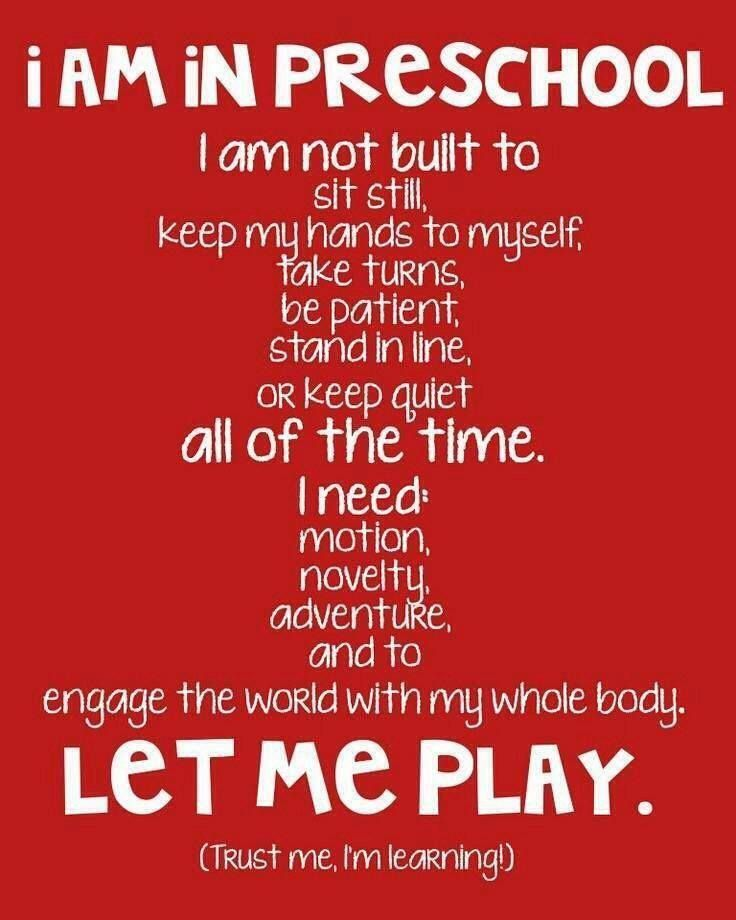 i AM iN PReSCHOOL
I am not built to
sit still,
keep my hands to myself,
take tuRns,
be patient,
stand in line,
oR keep quiet
all of the time.
I need:
motion,
novelty,
adventuRe,
and to
engage the woRld with my whole body.
LeT Me PLAY.
(TRust me, I'm leaRning!)